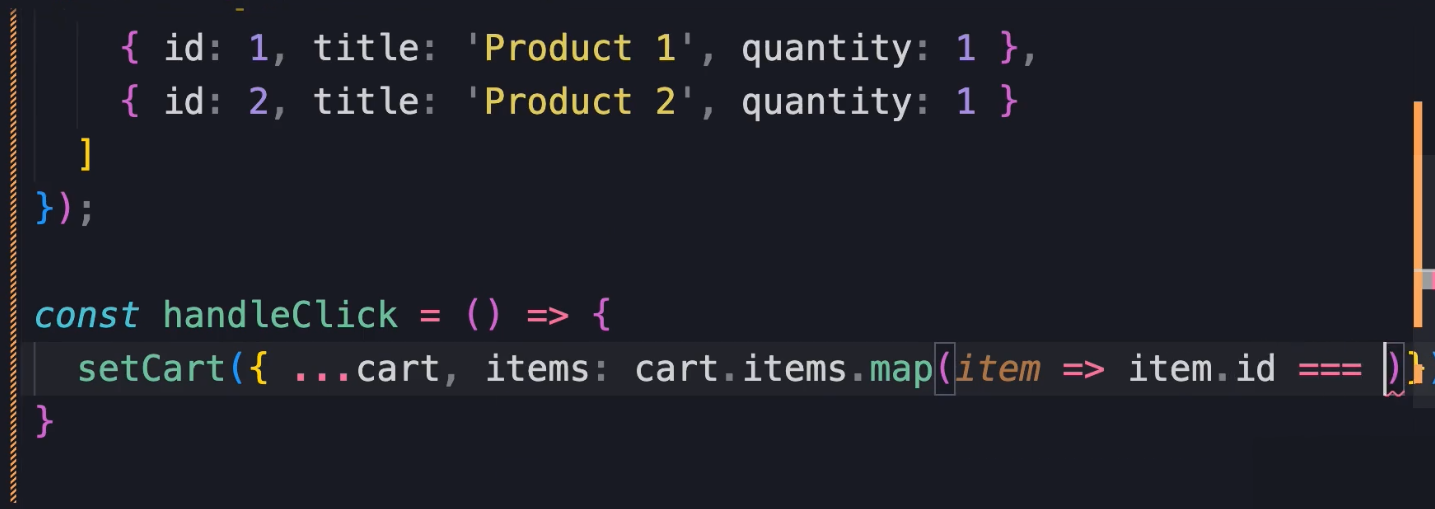 { id: 1, title: 'Product 1', quantity: 1 },
{ id: 2, title: 'Product 2', quantity: 1 }
]
});
const handleClick = () => {
setCart({ ...cart, items: cart.items.map(item => item.id === )})
}